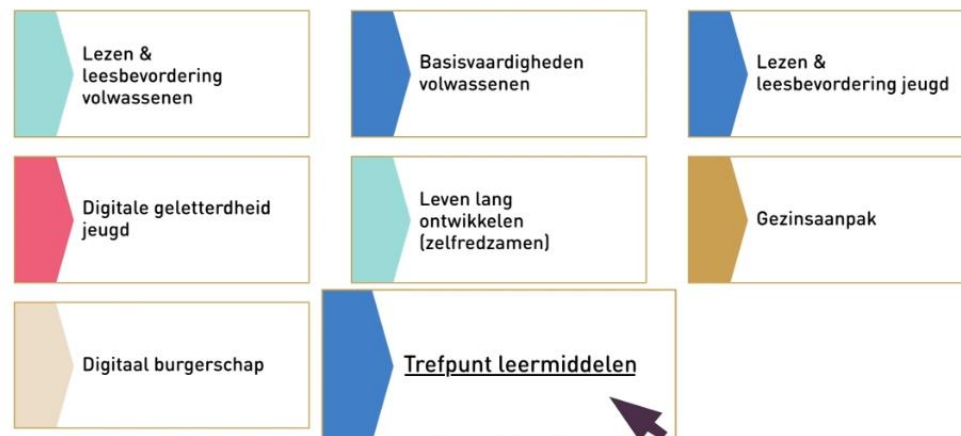 Lezen &
leesbevordering
volwassenen
Basisvaardigheden
volwassenen
Lezen &
leesbevordering jeugd
Digitale geletterdheid
jeugd
Leven lang
ontwikkelen
(zelfredzamen)
Gezinsaanpak
Digitaal burgerschap
Trefpunt leermiddelen